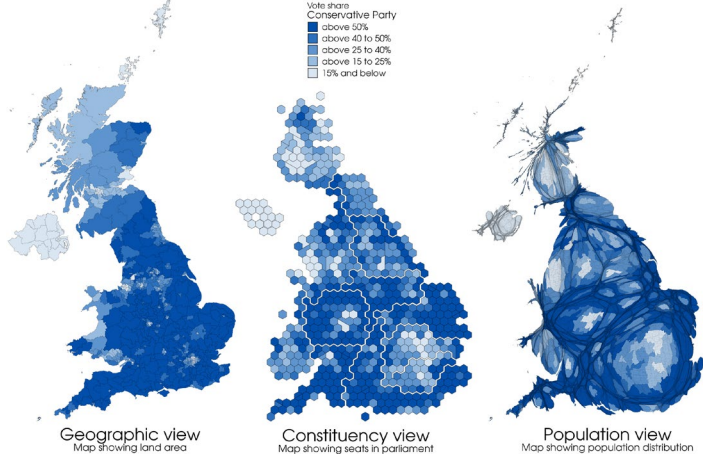 Vote share
Conservative Party
above 50%
above 40 to 50%
above 25 to 40%
above 15 to 25%
15% and below
Geographic view
Map showing land area
Constituency view
Map showing seats in parliament
Population view
Map showing population distribution